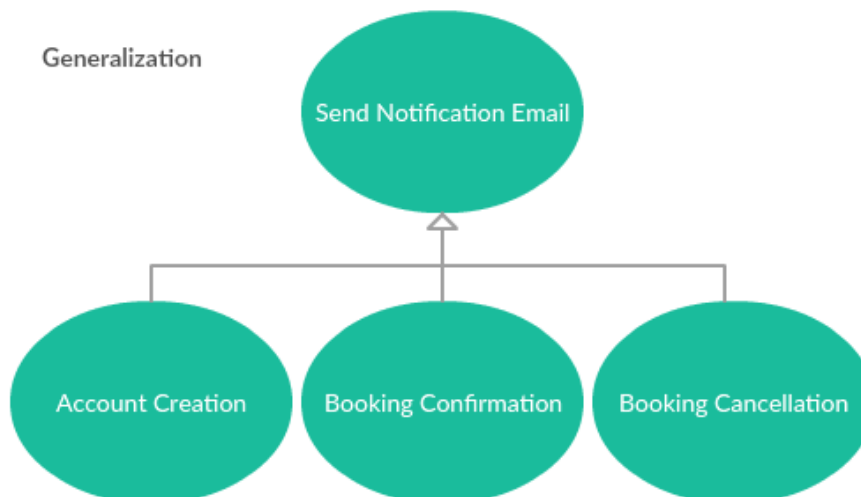 Generalization
Send Notification Email
Account Creation
Booking Confirmation
Booking Cancellation